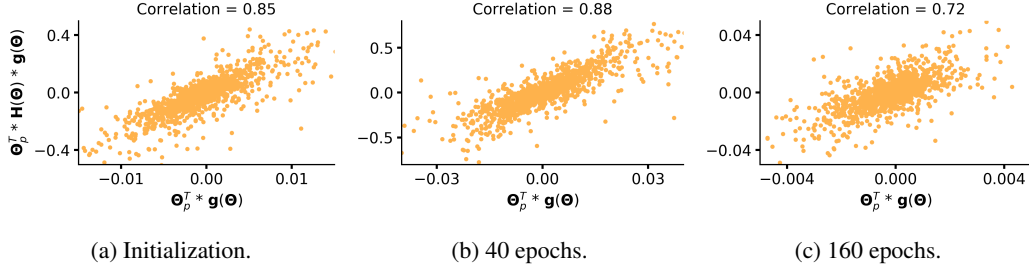 Correlation = 0.85
Correlation = 0.88
Correlation = 0.72
Θ_p^T * H(Θ) * g(Θ)
0.4
0.0
−0.4
−0.01
0.00
0.01
Θ_p^T * g(Θ)
0.5
0.0
−0.5
−0.03
0.00
0.03
Θ_p^T * g(Θ)
0.04
0.00
−0.04
−0.004
0.000
0.004
Θ_p^T * g(Θ)
(a) Initialization.
(b) 40 epochs.
(c) 160 epochs.